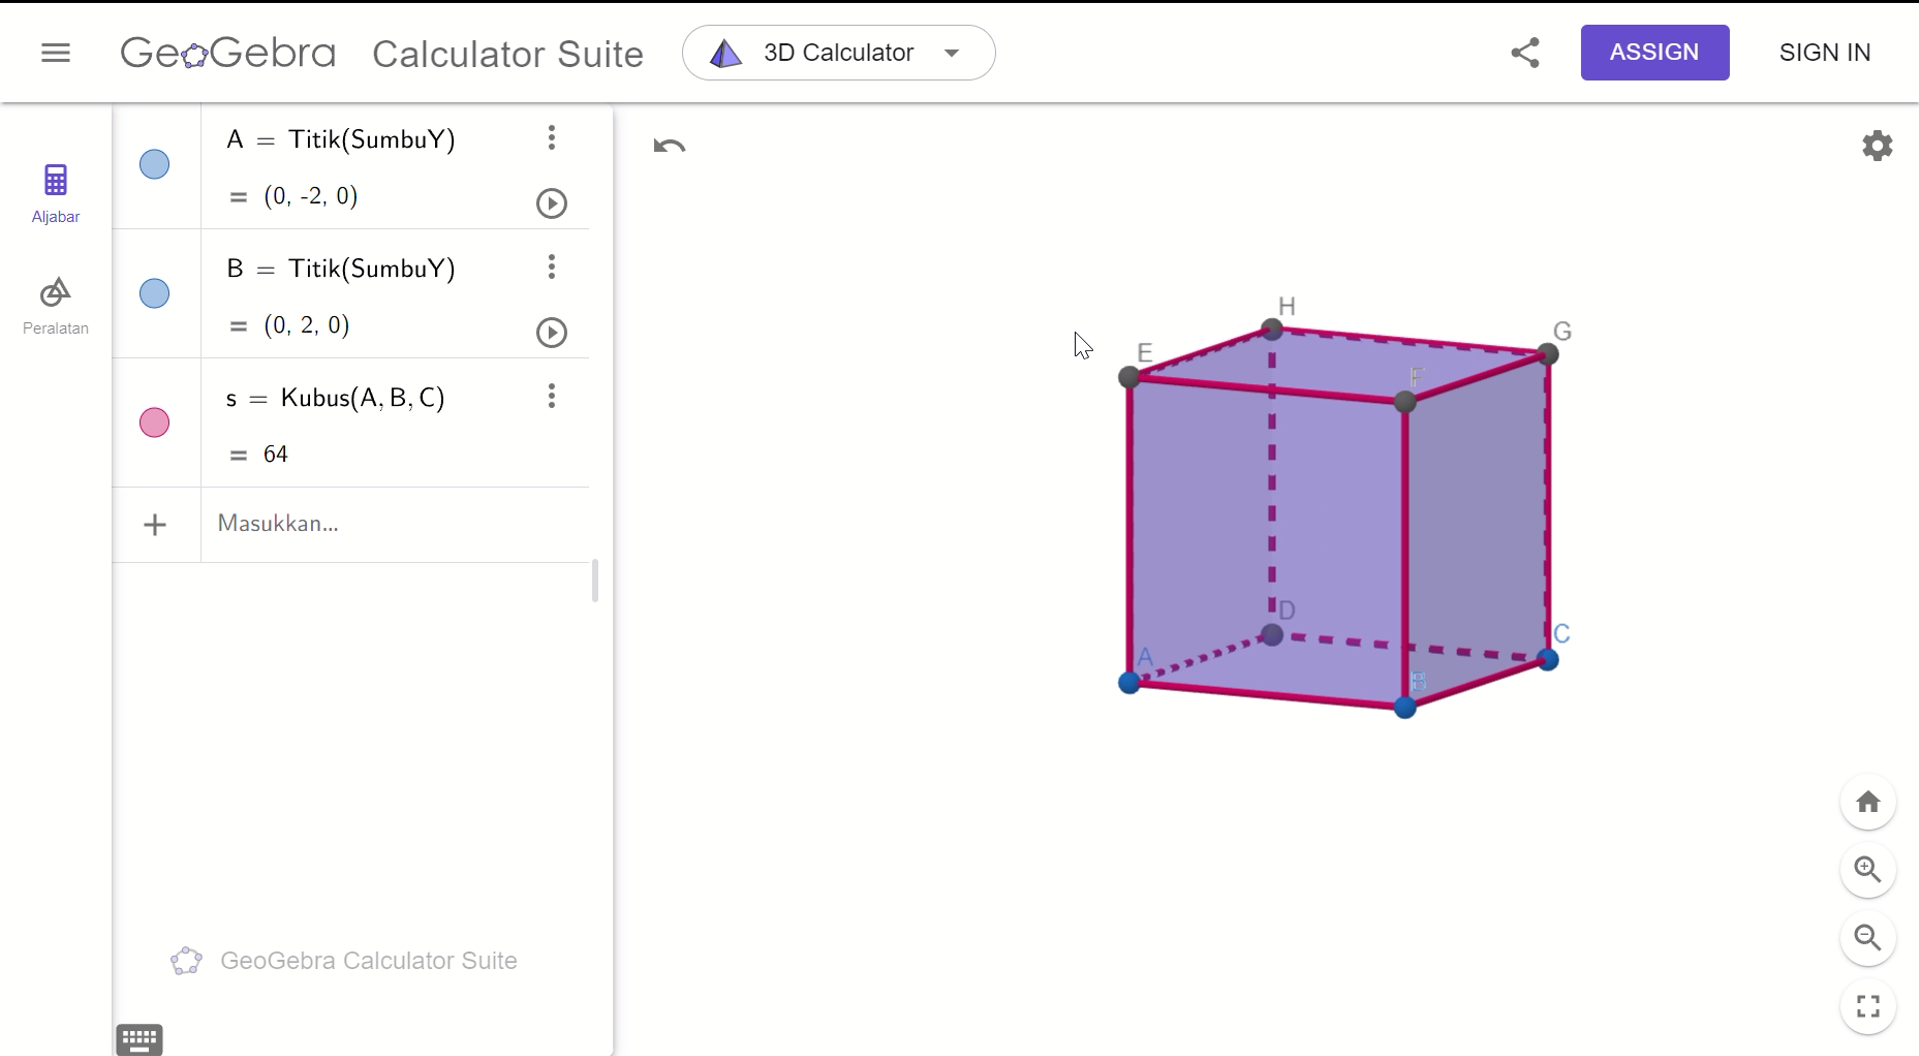 GeoGebra Calculator Suite 3D Calculator ASSIGN SIGN IN
Aljabar
Peralatan
A = Titik(SumbuY)
= (0, -2, 0)
B = Titik(SumbuY)
= (0, 2, 0)
s = Kubus(A, B, C)
= 64
Masukkan...
H
G
E
F
D
C
A
B
GeoGebra Calculator Suite